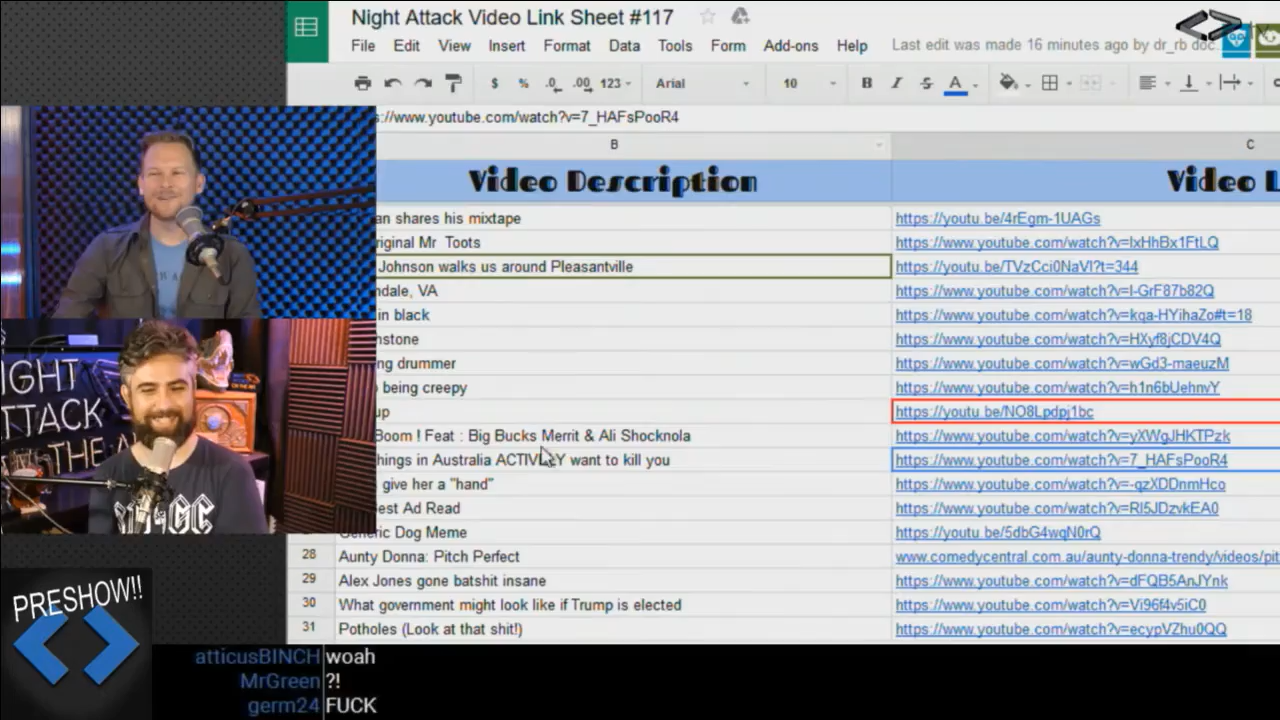 Night Attack Video Link Sheet #117
File Edit View Insert Format Data Tools Form Add-ons Help Last edit was made 16 minutes ago by dr_rb doc...
$ % .0 .00 123 Arial 10 B I S A
s://www.youtube.com/watch?v=7_HAFsPooR4
B C
Video Description Video L
an shares his mixtape https://youtu.be/4rEgm-1UAGs
riginal Mr Toots https://www.youtube.com/watch?v=IxHhBx1FtLQ
Johnson walks us around Pleasantville https://youtu.be/TVzCci0NaVI?t=344
ndale, VA https://www.youtube.com/watch?v=I-GrF87b82Q
in black https://www.youtube.com/watch?v=kqa-HYihaZo#t=18
nstone https://www.youtube.com/watch?v=HXyf8jCDV4Q
ng drummer https://www.youtube.com/watch?v=wGd3-maeuzM
being creepy https://www.youtube.com/watch?v=h1n6bUehnvY
up https://youtu.be/NO8Lpdpj1bc
Boom ! Feat : Big Bucks Merrit & Ali Shocknola https://www.youtube.com/watch?v=yXWgJHKTPzk
hings in Australia ACTIVELY want to kill you https://www.youtube.com/watch?v=7_HAFsPooR4
give her a "hand" https://www.youtube.com/watch?v=-qzXDDnmHco
est Ad Read https://www.youtube.com/watch?v=Rl5JDzvkEA0
Generic Dog Meme https://youtu.be/5dbG4wqN0rQ
28 Aunty Donna: Pitch Perfect www.comedycentral.com.au/aunty-donna-trendy/videos/pit
29 Alex Jones gone batshit insane https://www.youtube.com/watch?v=dFQB5AnJYnk
30 What government might look like if Trump is elected https://www.youtube.com/watch?v=Vi96f4v5iC0
31 Potholes (Look at that shit!) https://www.youtube.com/watch?v=ecypVZhu0QQ
IGHT
TTACK
N THE A
PRESHOW!!
atticusBINCH woah
MrGreen ?!
germ24 FUCK